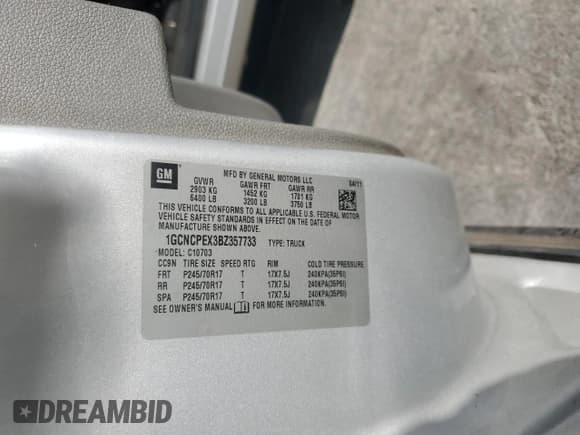 GM
MFD BY GENERAL MOTORS LLC
04/11
GVWR GAWR FRT GAWR RR
2903 KG 1452 KG 1701 KG
6400 LB 3200 LB 3750 LB
THIS VEHICLE CONFORMS TO ALL APPLICABLE U.S. FEDERAL MOTOR
VEHICLE SAFETY STANDARDS IN EFFECT ON THE DATE OF
MANUFACTURE SHOWN ABOVE.
1GCNCPEX3BZ357733 TYPE: TRUCK
MODEL: C10703
CC9N TIRE SIZE SPEED RTG RIM COLD TIRE PRESSURE
FRT P245/70R17 T 17X7.5J 240KPA(35PSI)
RR P245/70R17 T 17X7.5J 240KPA(35PSI)
SPA P245/70R17 T 17X7.5J 240KPA(35PSI)
SEE OWNER'S MANUAL FOR MORE INFORMATION.
DREAMBID